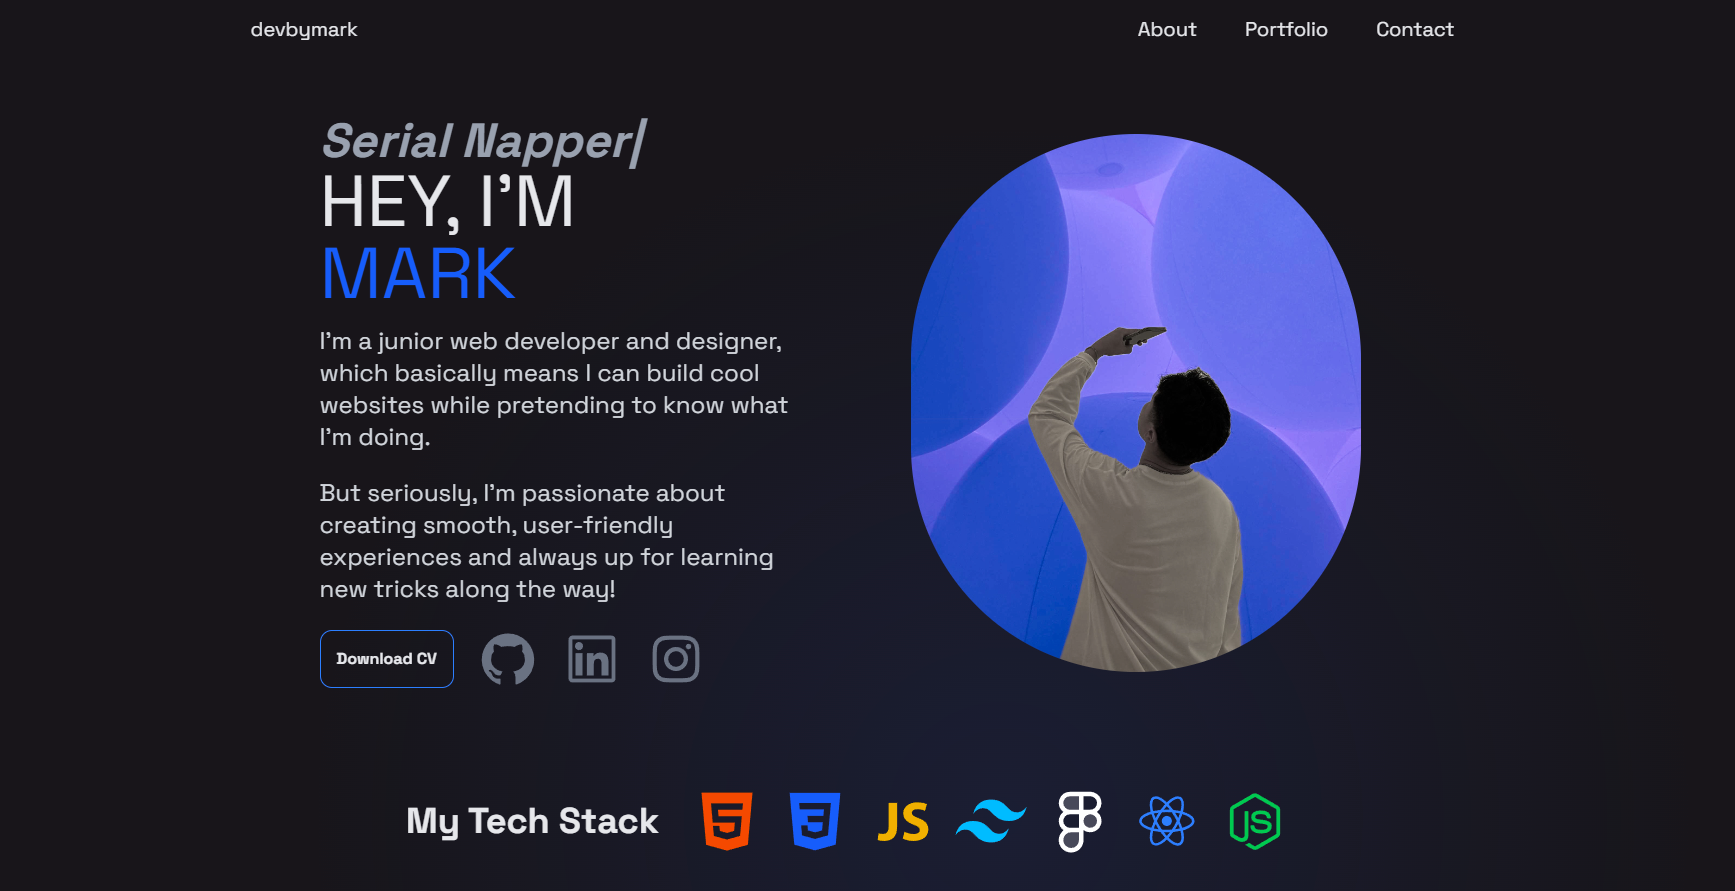 devbymark
About Portfolio Contact
Serial Napper|
HEY, I'M
MARK
I'm a junior web developer and designer,
which basically means I can build cool
websites while pretending to know what
I'm doing.
But seriously, I'm passionate about
creating smooth, user-friendly
experiences and always up for learning
new tricks along the way!
Download CV
in
My Tech Stack
5
3
JS
JS